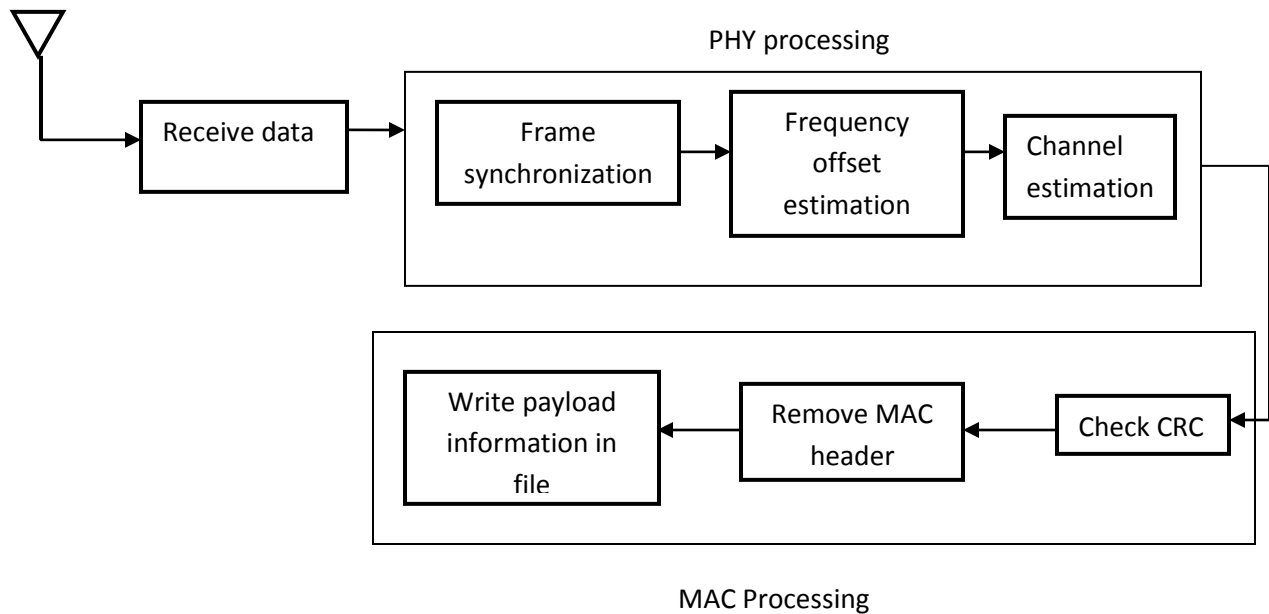 PHY processing
Receive data
Frame
synchronization
Frequency
offset
estimation
Channel
estimation
Write payload
information in
file
Remove MAC
header
Check CRC
MAC Processing